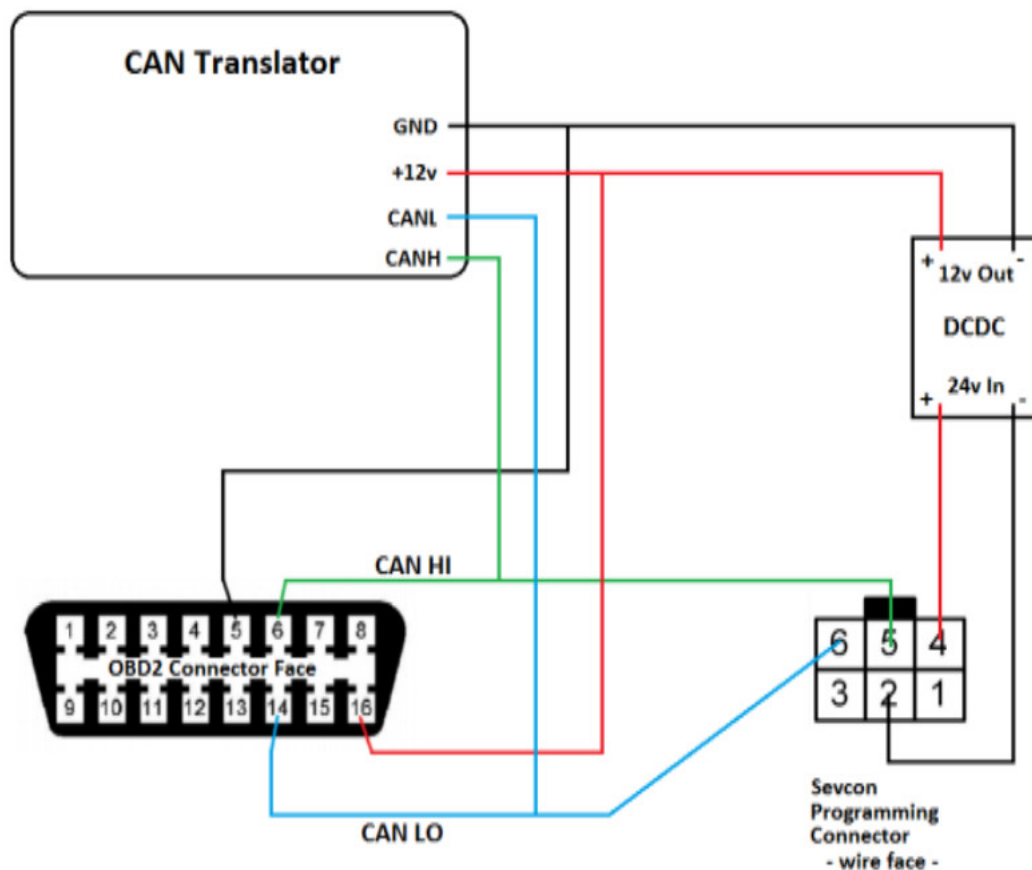 CAN Translator
GND
+12v
CANL
CANH
+ -
12v Out
DCDC
24v In
+ -
CAN HI
1 2 3 4 5 6 7 8
OBD2 Connector Face
9 10 11 12 13 14 15 16
6 5 4
3 2 1
CAN LO
Sevcon
Programming
Connector
- wire face -